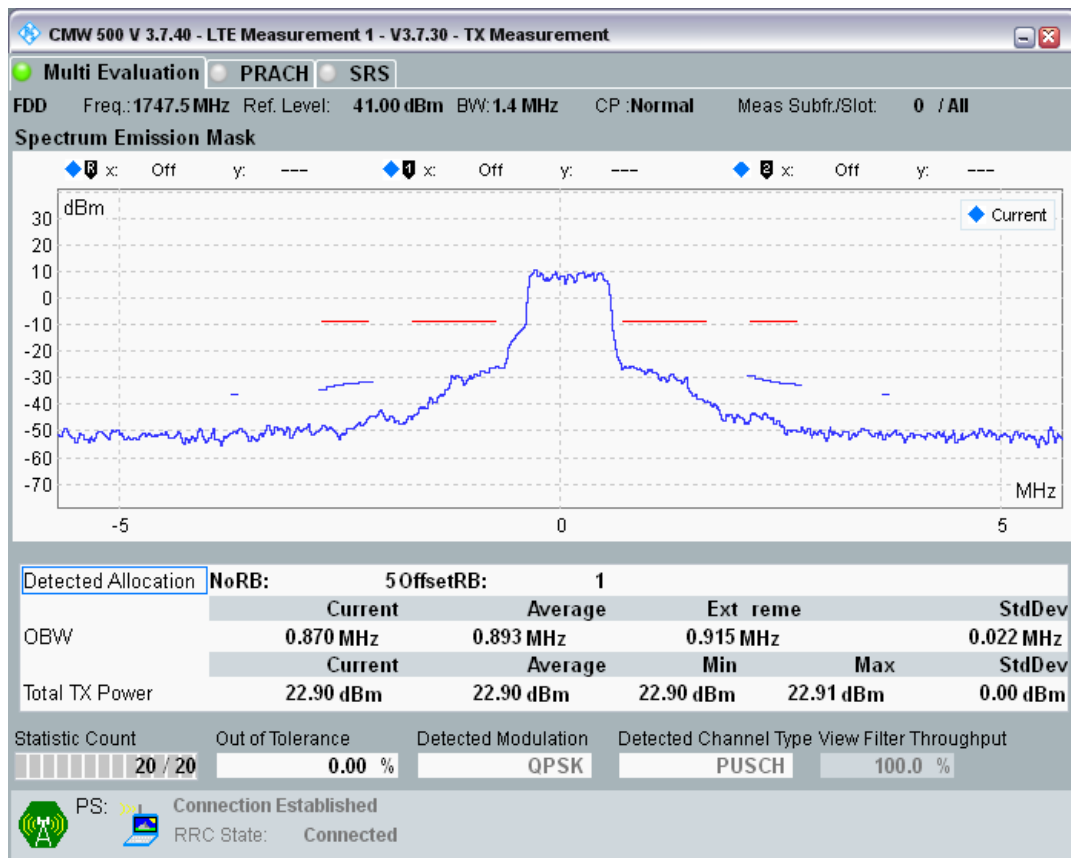 CMW 500 V 3.7.40 - LTE Measurement 1 - V3.7.30 - TX Measurement
Multi Evaluation PRACH SRS
FDD Freq.:1747.5 MHz Ref. Level: 41.00 dBm BW:1.4 MHz CP :Normal Meas Subfr./Slot: 0 / All
Spectrum Emission Mask
R x: Off y: --- 1 x: Off y: --- 2 x: Off y: ---
dBm
Current
30
20
10
0
-10
-20
-30
-40
-50
-60
-70
MHz
-5 0 5
Detected Allocation NoRB: 5 OffsetRB: 1
Current Average Ext reme StdDev
OBW 0.870 MHz 0.893 MHz 0.915 MHz 0.022 MHz
Current Average Min Max StdDev
Total TX Power 22.90 dBm 22.90 dBm 22.90 dBm 22.91 dBm 0.00 dBm
Statistic Count Out of Tolerance Detected Modulation Detected Channel Type View Filter Throughput
20 / 20 0.00 % QPSK PUSCH 100.0 %
PS: Connection Established
RRC State: Connected